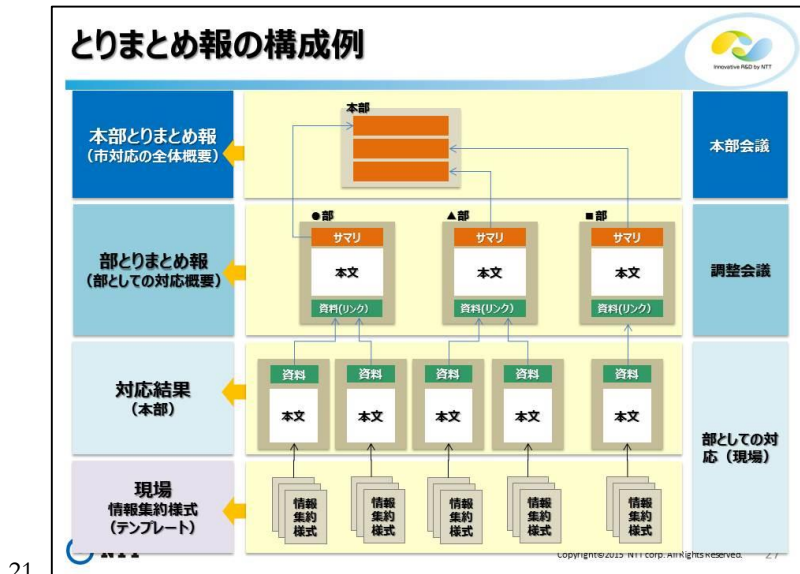 とりまとめ報の構成例
Innovative R&D by NTT
本部
本部とりまとめ報
(市対応の全体概要)
本部会議
●部
▲部
■部
サマリ
サマリ
サマリ
部とりまとめ報
(部としての対応概要)
本文
本文
本文
調整会議
資料(リンク)
資料(リンク)
資料(リンク)
対応結果
(本部)
資料
資料
資料
資料
資料
本文
本文
本文
本文
本文
部としての対
応（現場）
現場
情報集約様式
(テンプレート)
情報
集約
様式
情報
集約
様式
情報
集約
様式
情報
集約
様式
情報
集約
様式
NTT
Copyright©2015 NTT corp. All Rights Reserved.
27
21